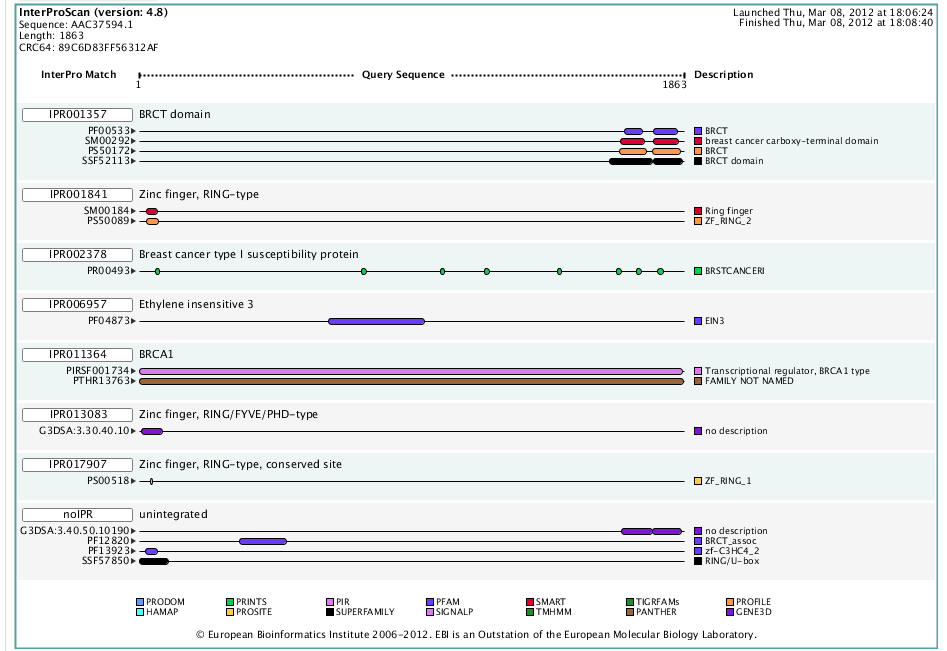 InterProScan (version: 4.8)
Sequence: AAC37594.1
Length: 1863
CRC64: 89C6D83FF56312AF
Launched Thu, Mar 08, 2012 at 18:06:24
Finished Thu, Mar 08, 2012 at 18:08:40
InterPro Match Query Sequence Description
1 1863
IPR001357 BRCT domain
PF00533 BRCT
SM00292 breast cancer carboxy-terminal domain
PS50172 BRCT
SSF52113 BRCT domain
IPR001841 Zinc finger, RING-type
SM00184 Ring finger
PS50089 ZF_RING_2
IPR002378 Breast cancer type I susceptibility protein
PR00493 BRSTCANCERI
IPR006957 Ethylene insensitive 3
PF04873 EIN3
IPR011364 BRCA1
PIRSF001734 Transcriptional regulator, BRCA1 type
PTHR13763 FAMILY NOT NAMED
IPR013083 Zinc finger, RING/FYVE/PHD-type
G3DSA:3.30.40.10 no description
IPR017907 Zinc finger, RING-type, conserved site
PS00518 ZF_RING_1
noIPR unintegrated
G3DSA:3.40.50.10190 no description
PF12820 BRCT_assoc
PF13923 zf-C3HC4_2
SSF57850 RING/U-box
PRODOM PRINTS PIR PFAM SMART TIGRFAMs PROFILE
HAMAP PROSITE SUPERFAMILY SIGNALP TMHMM PANTHER GENE3D
© European Bioinformatics Institute 2006-2012. EBI is an Outstation of the European Molecular Biology Laboratory.